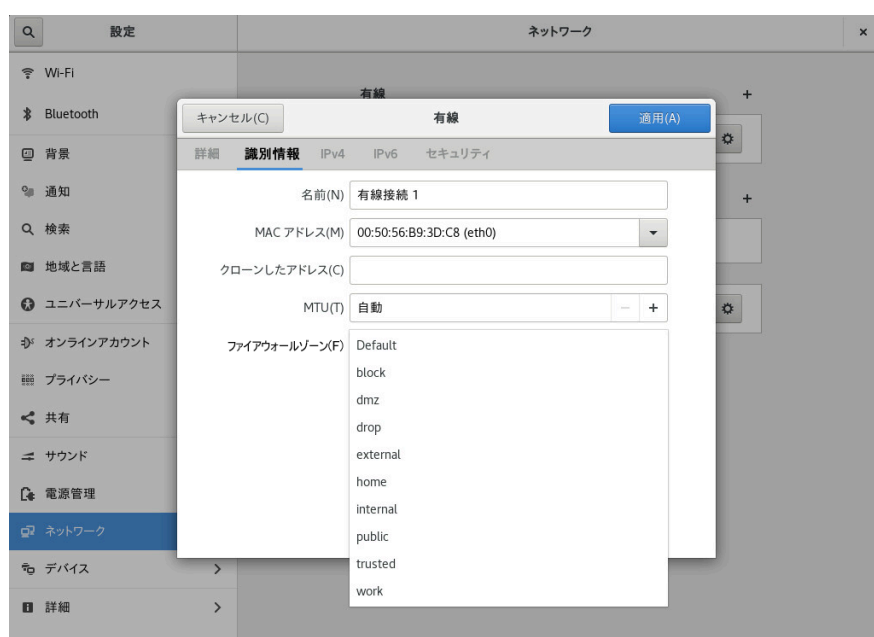 設定
ネットワーク
Wi-Fi
Bluetooth
背景
通知
検索
地域と言語
ユニバーサルアクセス
オンラインアカウント
プライバシー
共有
サウンド
電源管理
ネットワーク
デバイス
詳細
有線
キャンセル(C)
有線
適用(A)
詳細 識別情報 IPv4 IPv6 セキュリティ
名前(N) 有線接続 1
MAC アドレス(M) 00:50:56:B9:3D:C8 (eth0)
クローンしたアドレス(C)
MTU(T) 自動
ファイアウォールゾーン(F) Default
block
dmz
drop
external
home
internal
public
trusted
work